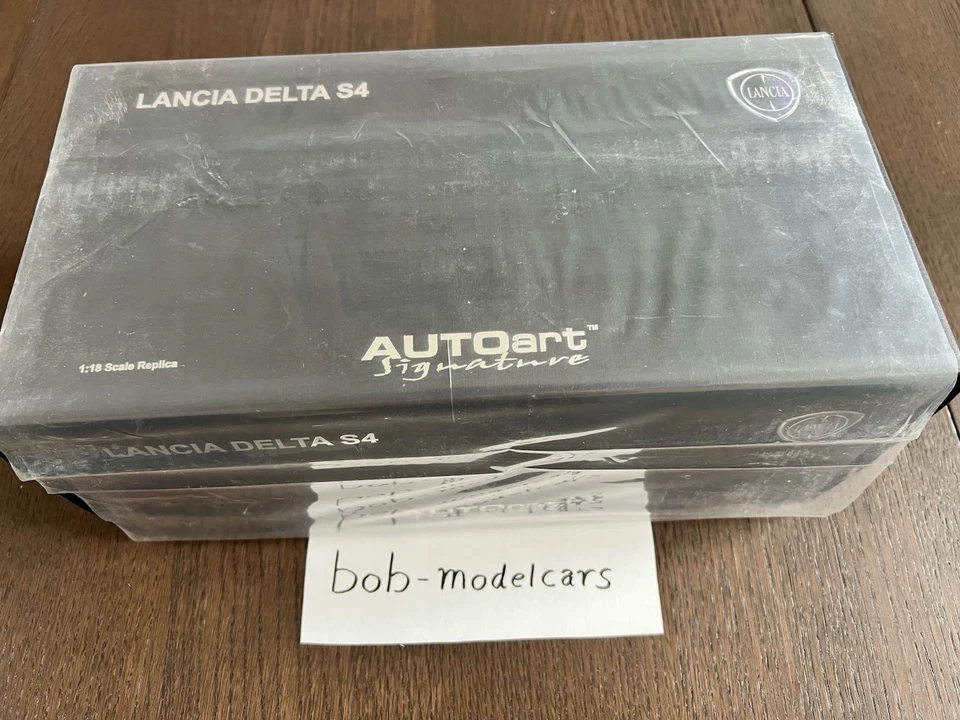 LANCIA DELTA S4
LANCIA
AUTOart™
Signature
1:18 Scale Replica
LANCIA DELTA S4
bob-modelcars